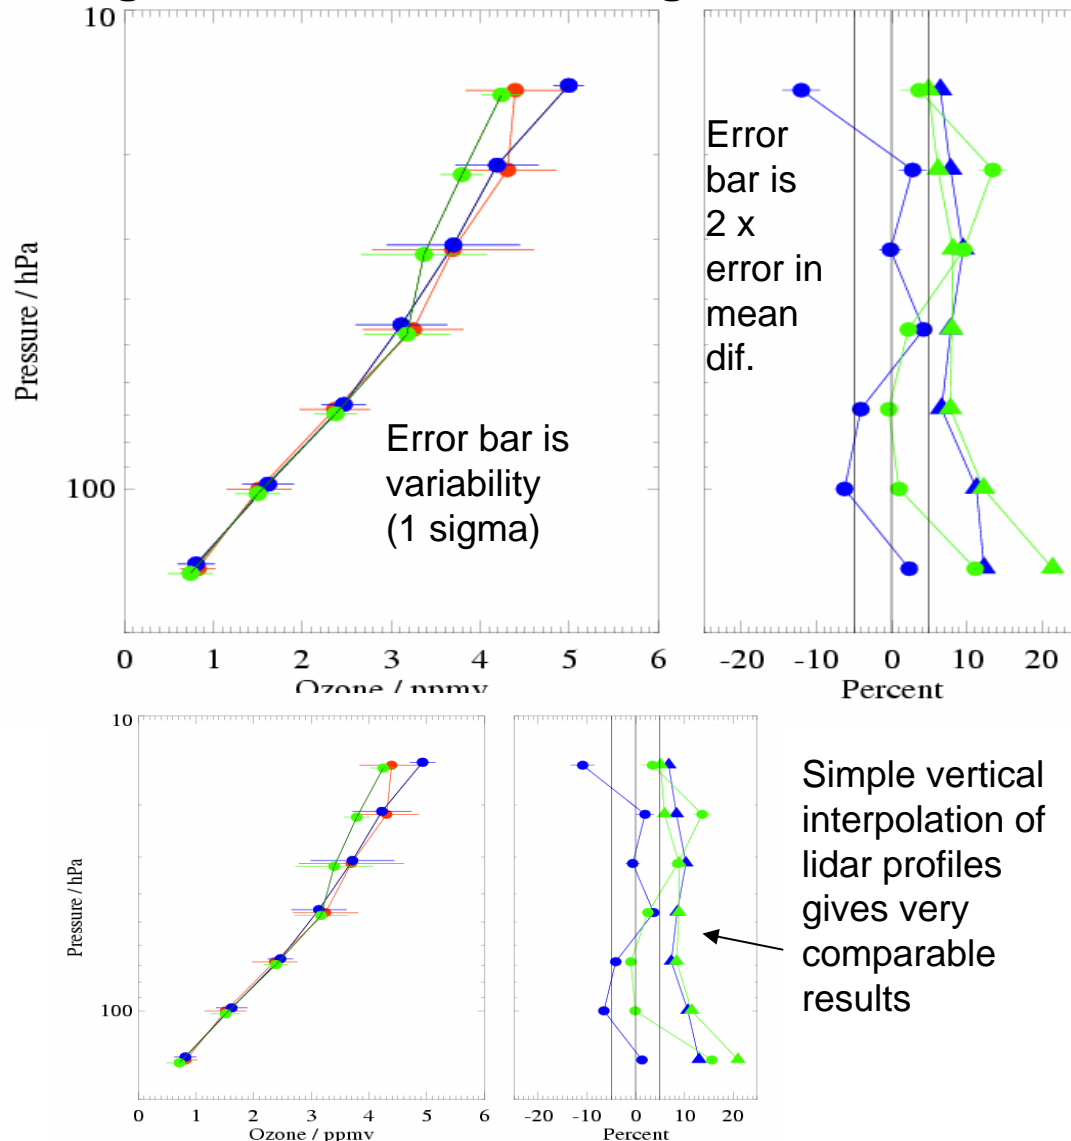 10
Pressure / hPa
100
Error bar is
variability
(1 sigma)
0 1 2 3 4 5 6
Ozone / ppmv
Error
bar is
2 x
error in
mean
dif.
-20 -10 0 10 20
Percent
10
Pressure / hPa
100
0 1 2 3 4 5 6
Ozone / ppmv
-20 -10 0 10 20
Percent
Simple vertical
interpolation of
lidar profiles
gives very
comparable
results